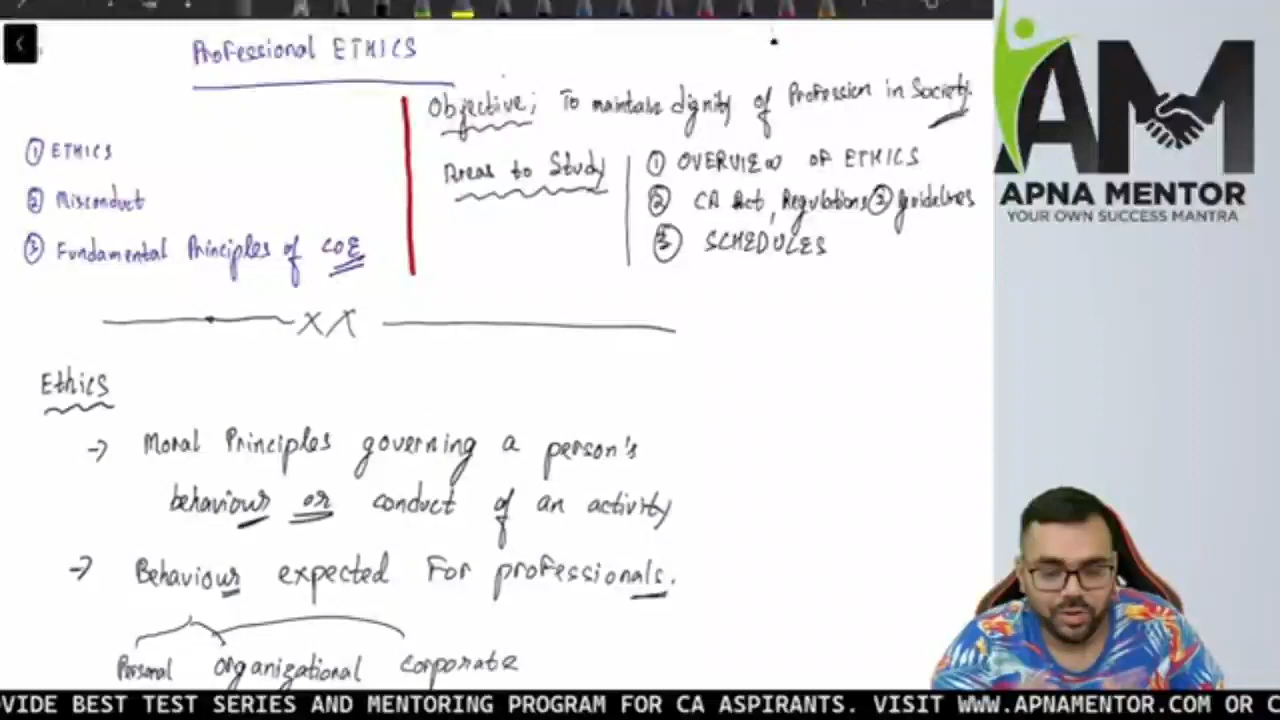 Professional ETHICS
① ETHICS
② Misconduct
③ Fundamental Principles of COE
Objective; To maintain dignity of Profession in Society.
Areas to Study
① OVERVIEW OF ETHICS
② CA Act, Regulations ③ guidelines
③ SCHEDULES
XX
Ethics
→ Moral Principles governing a person's
behaviour or conduct of an activity
→ Behaviour expected For professionals.
Personal organizational corporate
AM
APNA MENTOR
YOUR OWN SUCCESS MANTRA
OVIDE BEST TEST SERIES AND MENTORING PROGRAM FOR CA ASPIRANTS. VISIT WWW.APNAMENTOR.COM OR C